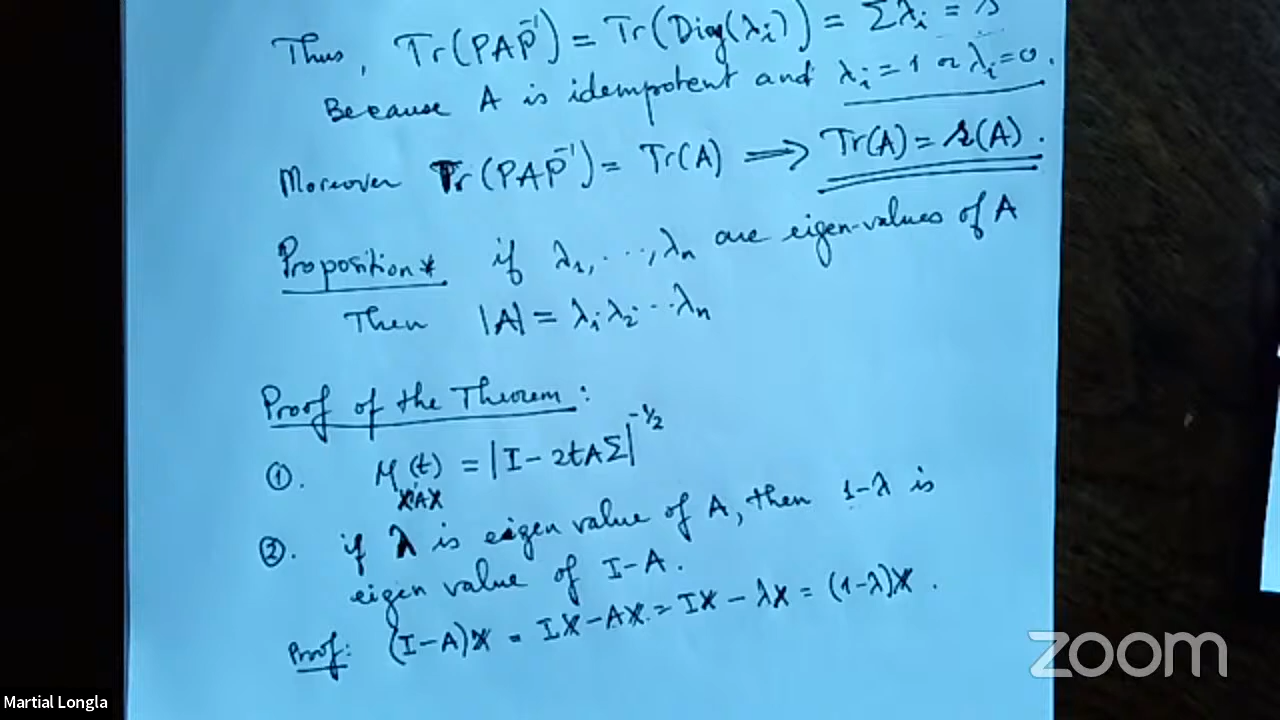 Thus, Tr(PAP⁻¹) = Tr(Diag(λᵢ)) = Σλᵢ = r
Because A is idempotent and λᵢ = 1 or λᵢ = 0.
Moreover Tr(PAP⁻¹) = Tr(A) ⟹ Tr(A) = r(A).
Proposition* if λ₁, ..., λₙ are eigen-values of A
Then |A| = λ₁ λ₂ ... λₙ
Proof of the Theorem:
①. M_{X'AX}(t) = |I - 2tAΣ|^{-1/2}
②. if λ is eigen value of A, then 1-λ is
eigen value of I-A.
Proof: (I-A)X = IX - AX = IX - λX = (1-λ)X.
zoom
Martial Longla